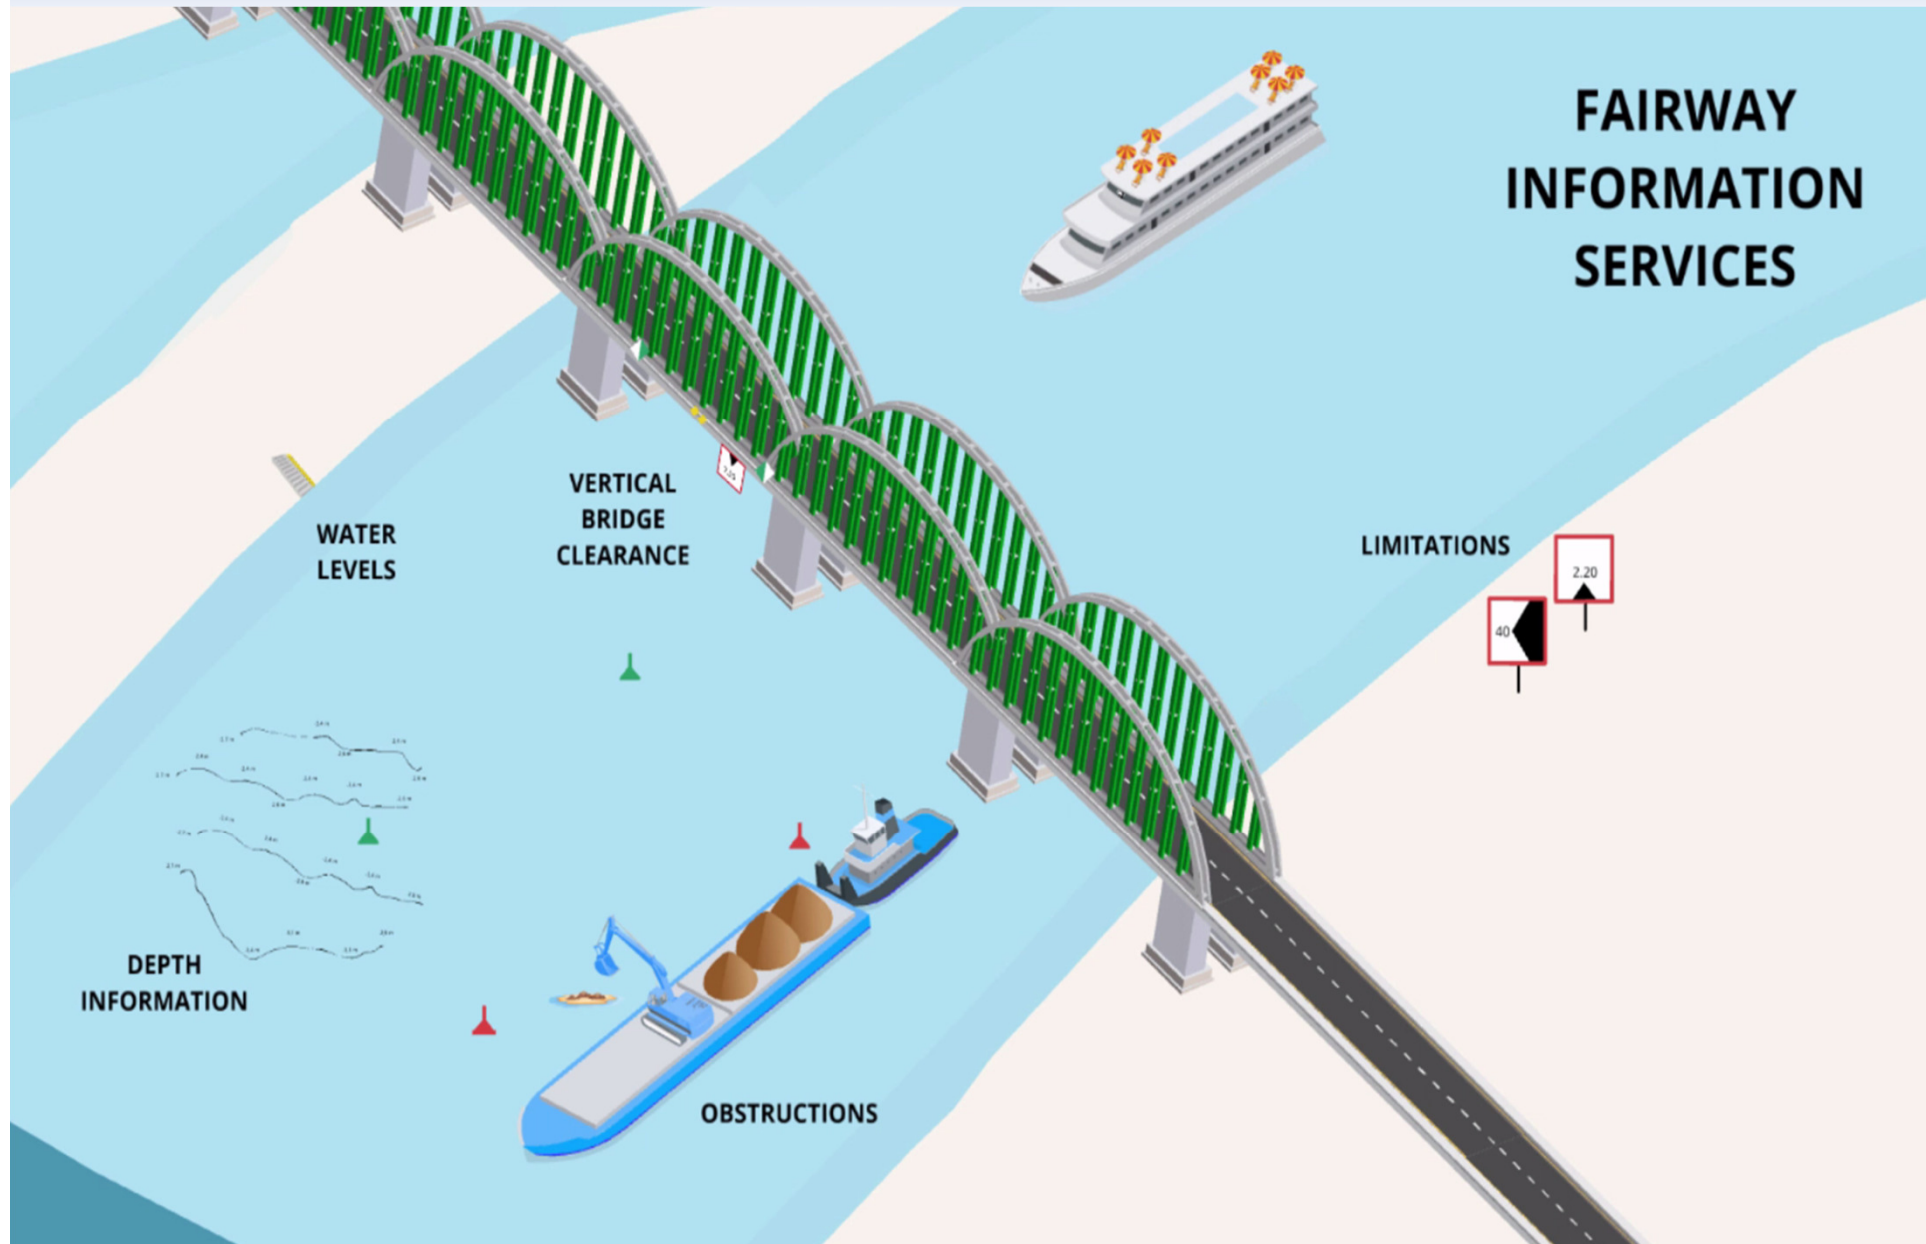 FAIRWAY
INFORMATION
SERVICES
WATER
LEVELS
VERTICAL
BRIDGE
CLEARANCE
LIMITATIONS
2.20
40
DEPTH
INFORMATION
OBSTRUCTIONS